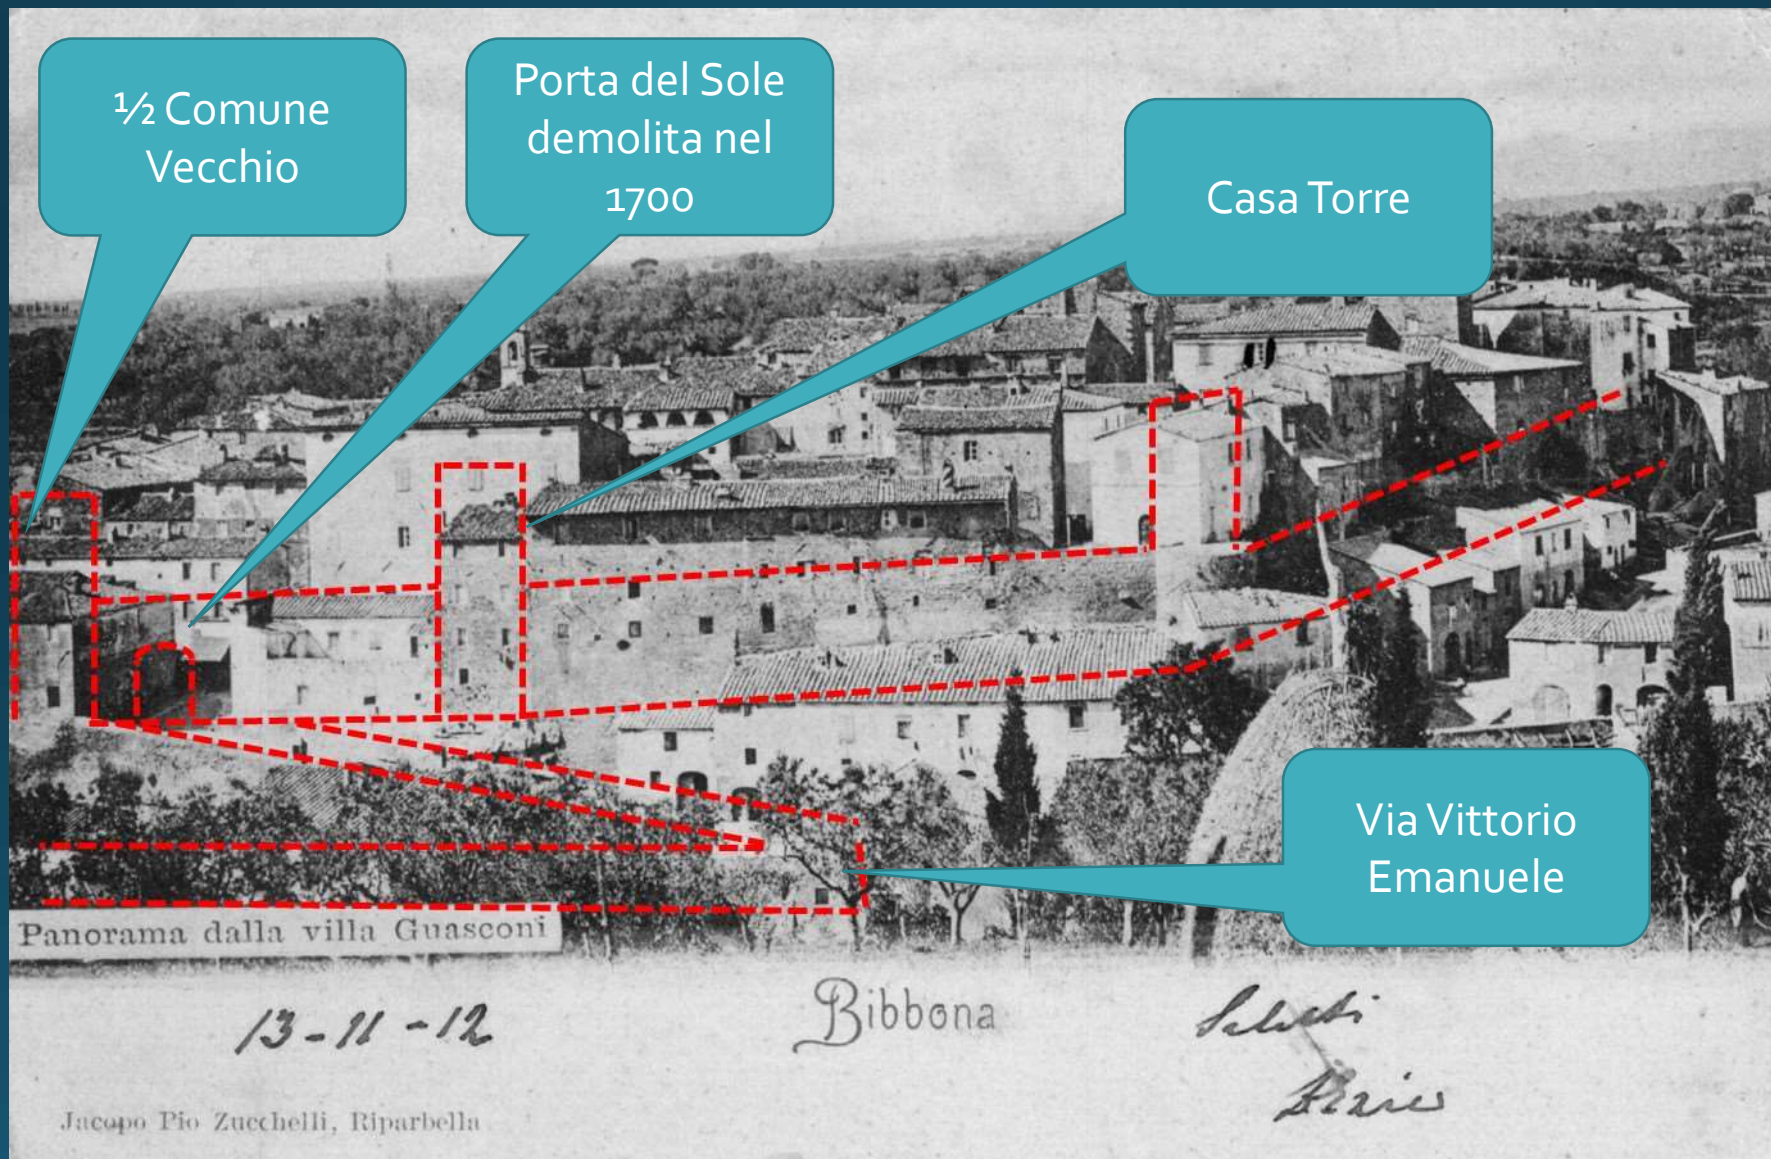 ½ Comune
Vecchio
Porta del Sole
demolita nel
1700
Casa Torre
Via Vittorio
Emanuele
Panorama dalla villa Guasconi
13-11-12
Bibbona
Saluti
Jacopo Pio Zucchelli, Riparbella